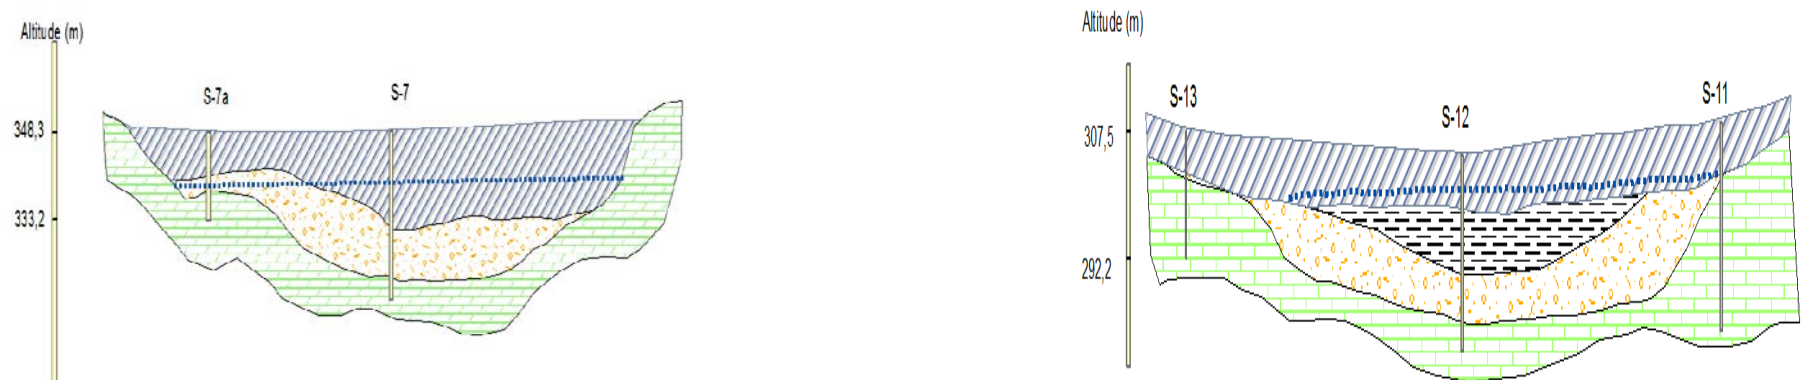 Altitude (m)
S-7a
S-7
348,3
333,2
Altitude (m)
S-13
S-11
S-12
307,5
292,2